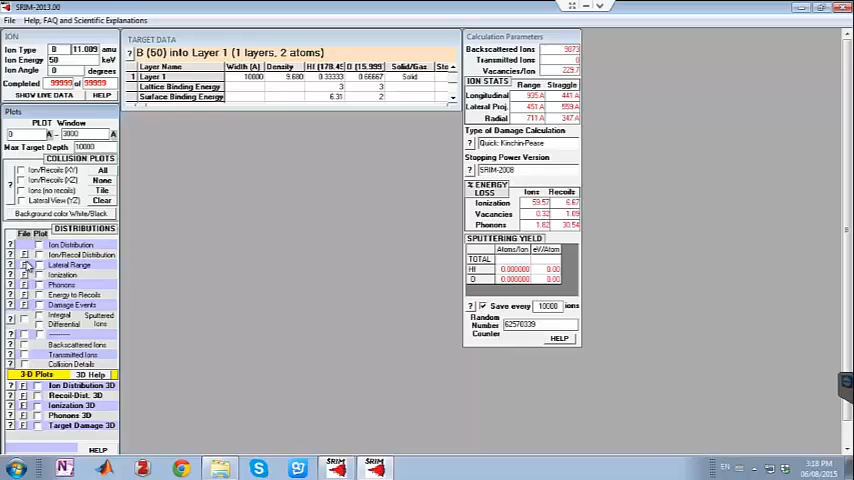 SRIM-2013.00
File Help, FAQ and Scientific Explanations
ION
Ion Type B 11.009 amu
Ion Energy 50 keV
Ion Angle 0 degrees
Completed 99999 of 99999
SHOW LIVE DATA HELP
TARGET DATA
? B (50) into Layer 1 (1 layers, 2 atoms)
Layer Name Width (A) Density Hf (178.49 O (15.999) Solid/Gas Sto
1 Layer 1 10000 9.680 0.33333 0.66667 Solid
Lattice Binding Energy 3 3
Surface Binding Energy 6.31 2
Calculation Parameters
Backscattered Ions 9873
Transmitted Ions 0
Vacancies/Ion 229.7
ION STATS Range Straggle
Longitudinal 935 A 441 A
Lateral Proj. 451 A 559 A
Radial 711 A 347 A
Type of Damage Calculation
? Quick: Kinchin-Pease
Stopping Power Version
? SRIM-2008
% ENERGY LOSS Ions Recoils
Ionization 59.57 6.67
Vacancies 0.32 1.09
Phonons 1.82 30.54
SPUTTERING YIELD
Atoms/Ion eV/Atom
TOTAL
Hf 0.000000 0.00
O 0.000000 0.00
? Save every 10000 ions
Random Number Counter 62570339
HELP
Plots
PLOT Window
0 A - 3000 A
Max Target Depth 10000
COLLISION PLOTS
? Ion/Recoils (XY) All
Ion/Recoils (XZ) None
Ions (no recoils) Tile
Lateral View (YZ) Clear
Background color White/Black
DISTRIBUTIONS
File Plot
? Ion Distribution
? F Ion/Recoil Distribution
? F Lateral Range
? F Ionization
? F Phonons
? F Energy to Recoils
? F Damage Events
? Integral Sputtered
Differential Ions
? ---------
? Backscattered Ions
? Transmitted Ions
? Collision Details
3-D Plots 3D Help
? F Ion Distribution 3D
? F Recoil-Dist. 3D
? F Ionization 3D
? F Phonons 3D
? F Target Damage 3D
HELP
EN
3:18 PM
06/08/2015